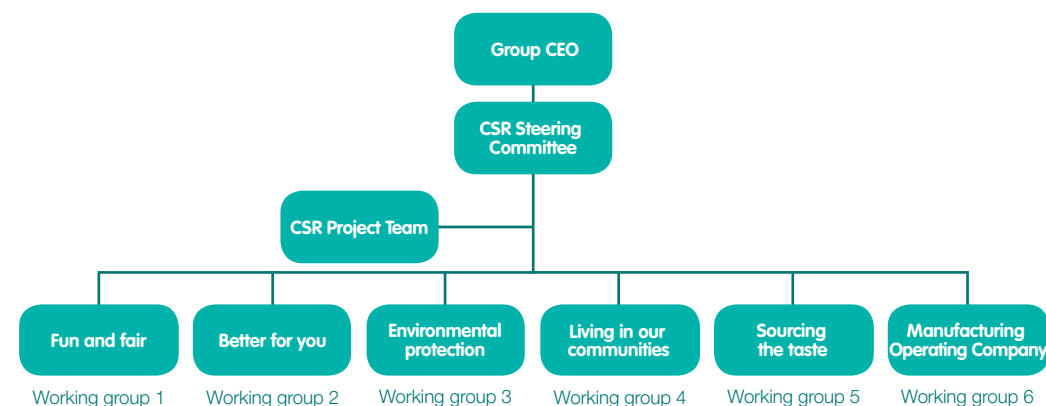 Group CEO
CSR Steering
Committee
CSR Project Team
Fun and fair
Better for you
Environmental
protection
Living in our
communities
Sourcing
the taste
Manufacturing
Operating Company
Working group 1
Working group 2
Working group 3
Working group 4
Working group 5
Working group 6